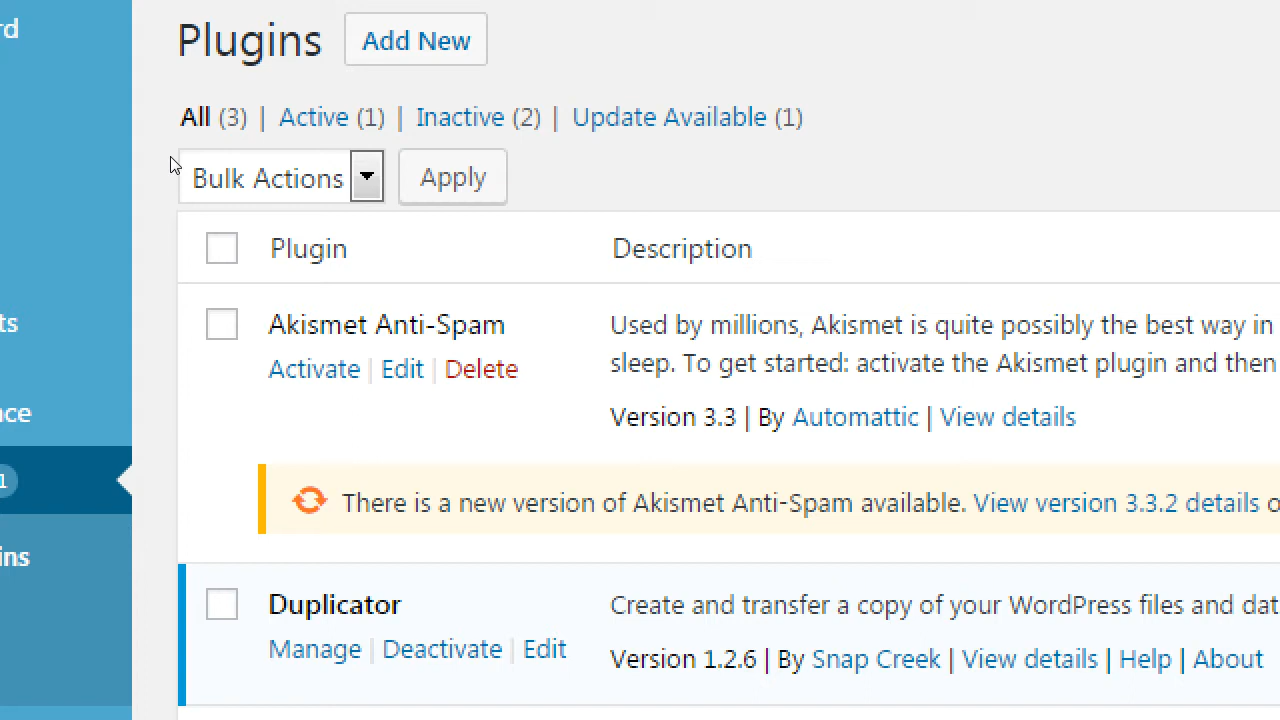 rd
Plugins Add New
All (3) | Active (1) | Inactive (2) | Update Available (1)
Bulk Actions Apply
Plugin Description
ts
Akismet Anti-Spam Used by millions, Akismet is quite possibly the best way in
Activate | Edit | Delete sleep. To get started: activate the Akismet plugin and then
nce
Version 3.3 | By Automattic | View details
1
There is a new version of Akismet Anti-Spam available. View version 3.3.2 details o
ins
Duplicator Create and transfer a copy of your WordPress files and dat
Manage | Deactivate | Edit Version 1.2.6 | By Snap Creek | View details | Help | About